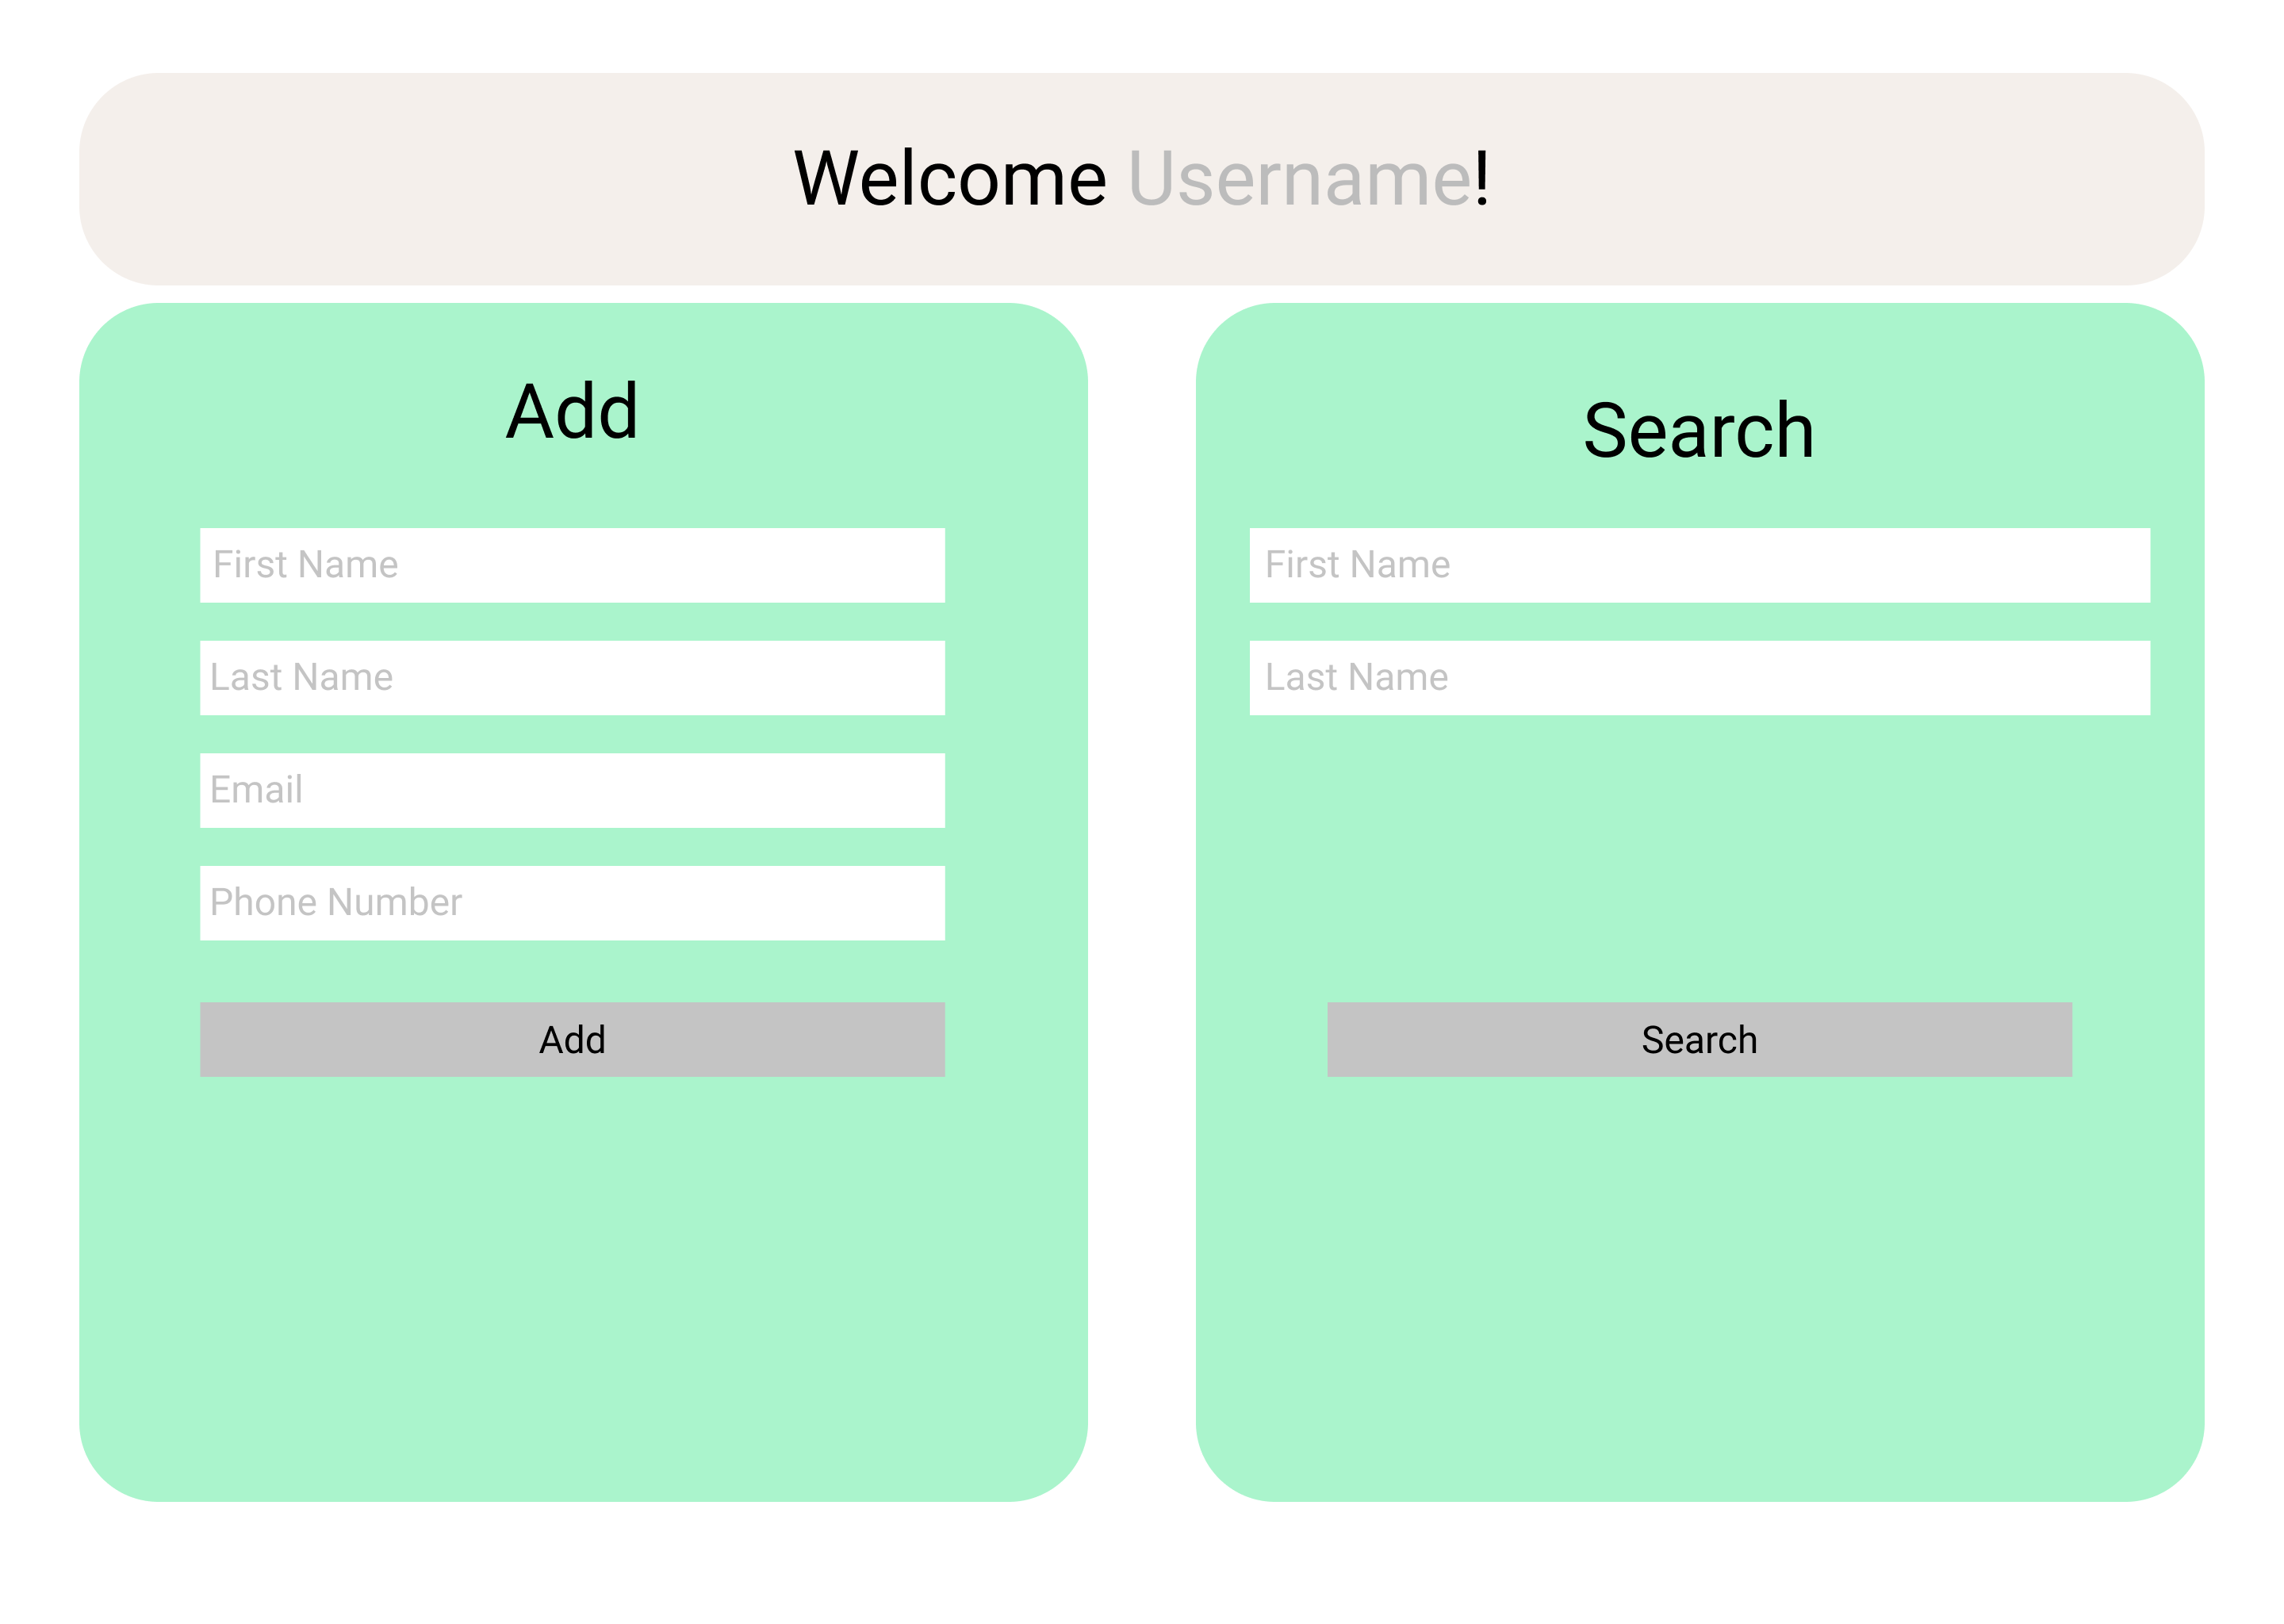 Welcome Username!
Add
First Name
Last Name
Email
Phone Number
Add
Search
First Name
Last Name
Search